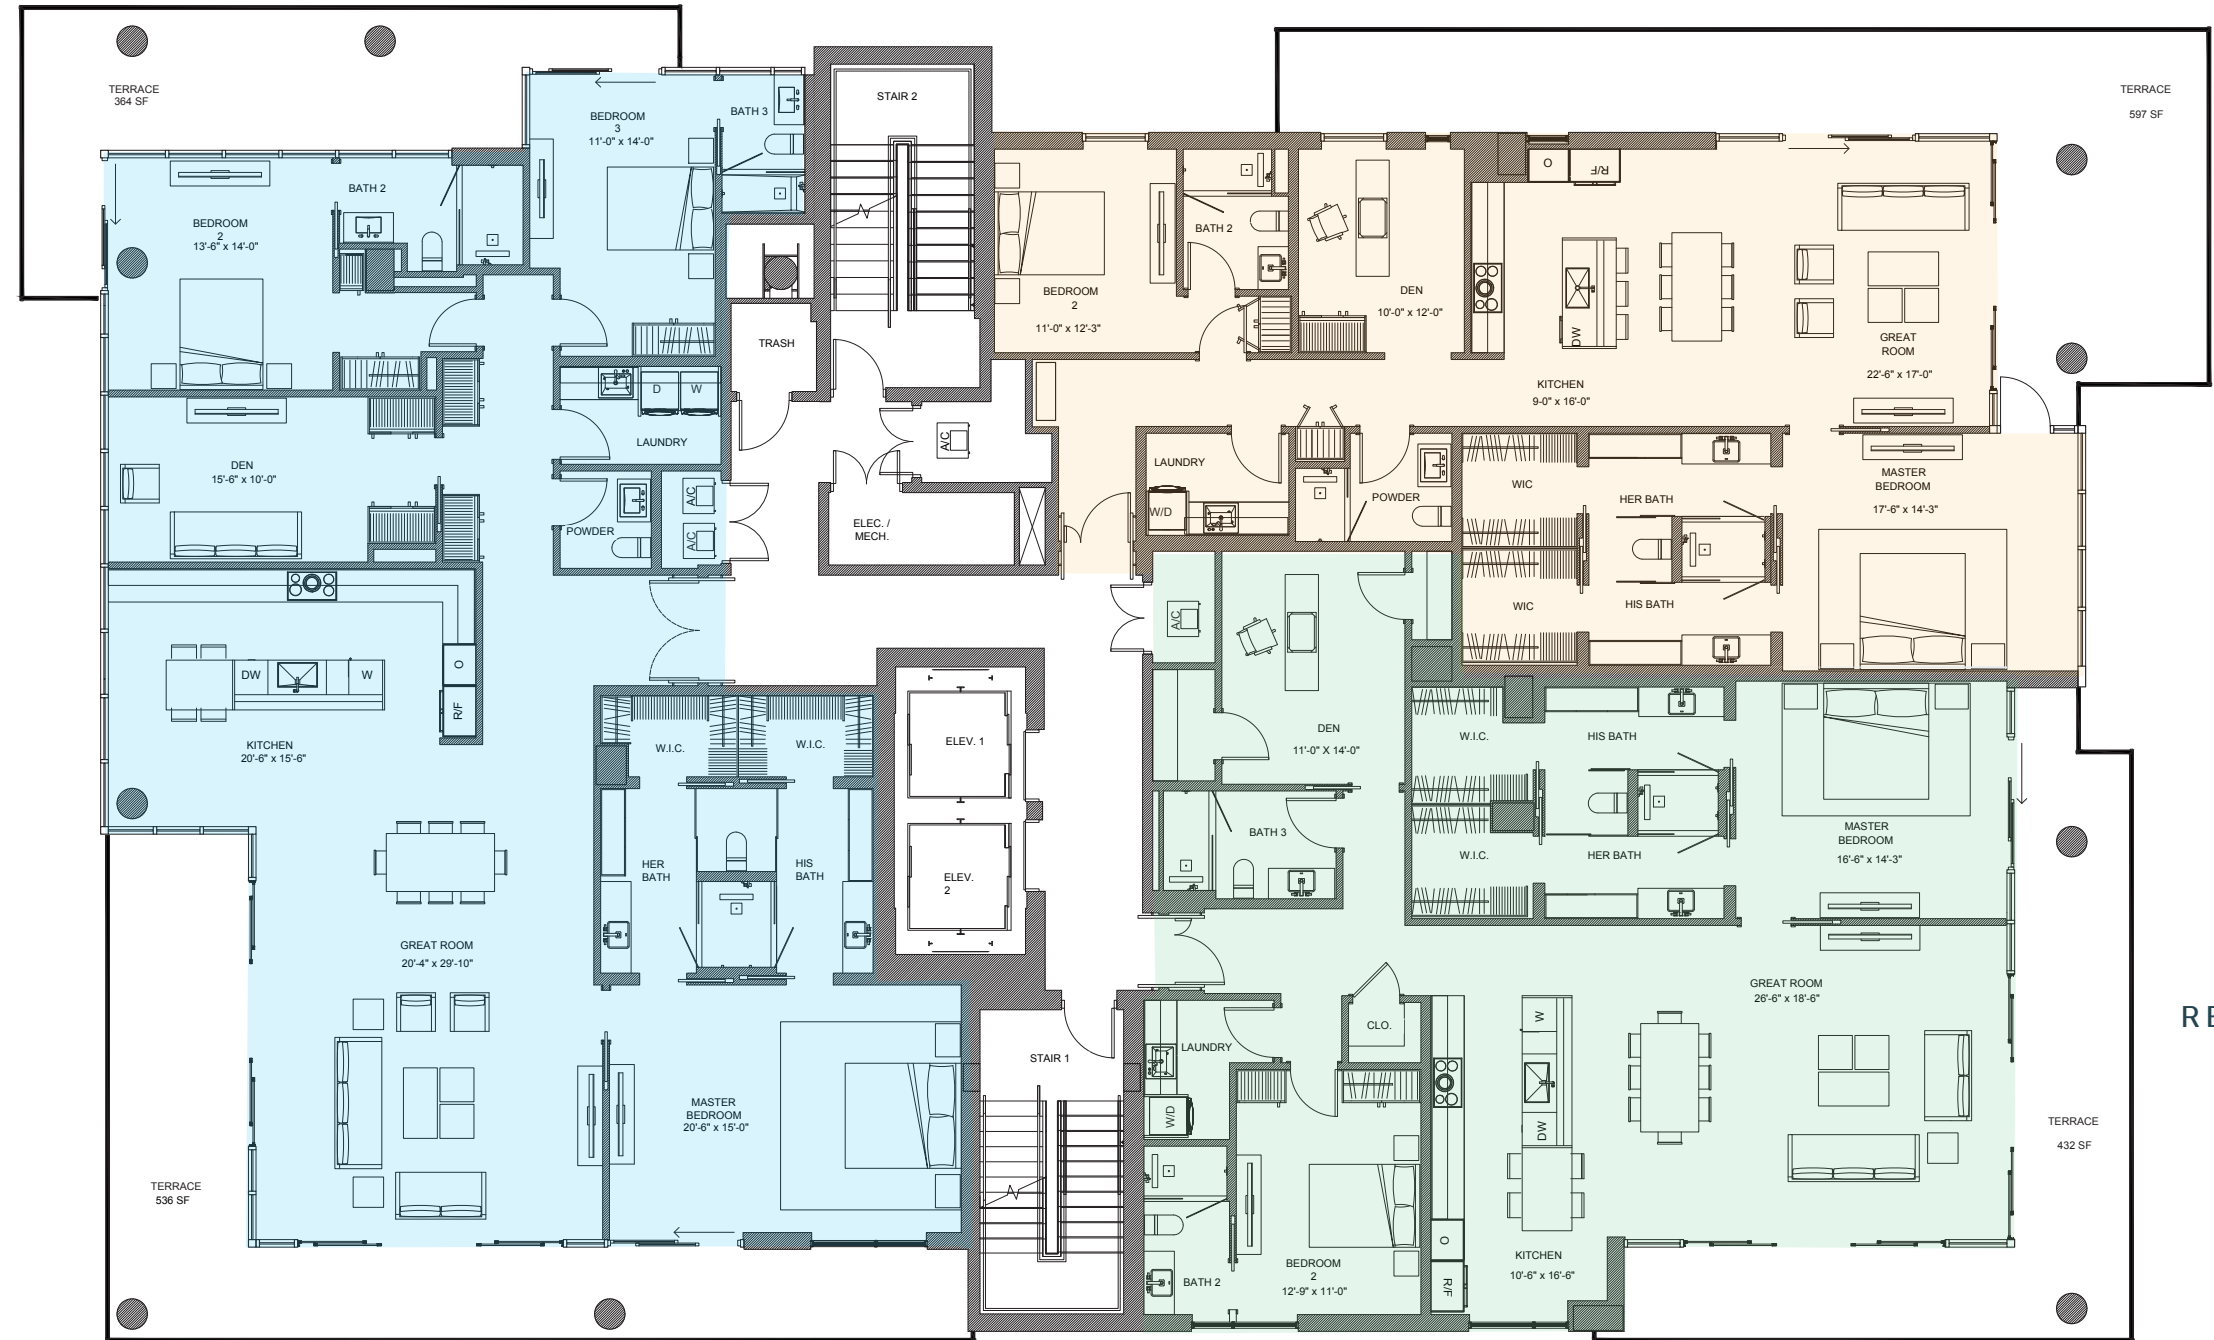 TERRACE
364 SF
BEDROOM
3
11'-0" x 14'-0"
BATH 3
BATH 2
BEDROOM
2
13'-6" x 14'-0"
DEN
15'-6" x 10'-0"
D
W
LAUNDRY
POWDER
A/C
A/C
DW
W
O
R/F
KITCHEN
20'-6" x 15'-6"
W.I.C.
W.I.C.
HER
BATH
HIS
BATH
GREAT ROOM
20'-4" x 29'-10"
MASTER
BEDROOM
20'-6" x 15'-0"
TERRACE
536 SF
STAIR 2
TRASH
A/C
ELEC. /
MECH.
ELEV. 1
ELEV.
2
STAIR 1
TERRACE
597 SF
BEDROOM
2
11'-0" x 12'-3"
BATH 2
DEN
10'-0" x 12'-0"
O
R/F
DW
GREAT
ROOM
22'-6" x 17'-0"
KITCHEN
9-0" x 16'-0"
LAUNDRY
W/D
POWDER
WIC
HER BATH
MASTER
BEDROOM
17'-6" x 14'-3"
WIC
HIS BATH
A/C
DEN
11'-0" X 14'-0"
BATH 3
W.I.C.
HIS BATH
W.I.C.
HER BATH
MASTER
BEDROOM
16'-6" x 14'-3"
GREAT ROOM
26'-6" x 18'-6"
CLO.
LAUNDRY
W/D
W
DW
BATH 2
BEDROOM
2
12'-9" x 11'-0"
O
R/F
KITCHEN
10'-6" x 16'-6"
TERRACE
432 SF
RE